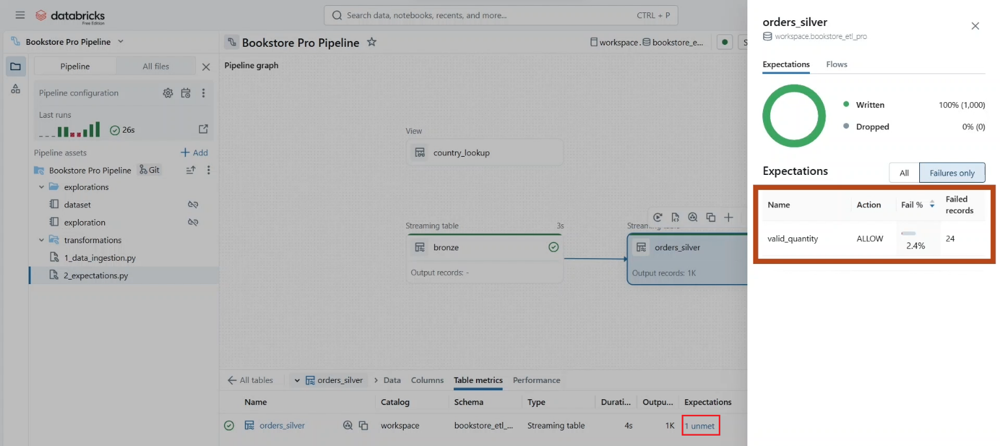 databricks
Free Edition
Search data, notebooks, recents, and more...
CTRL + P
Bookstore Pro Pipeline
Bookstore Pro Pipeline
workspace.
bookstore_e...
S
Pipeline
All files
Pipeline graph
Pipeline configuration
Last runs
26s
Pipeline assets
Add
Bookstore Pro Pipeline
Git
explorations
dataset
exploration
transformations
1_data_ingestion.py
2_expectations.py
View
country_lookup
Streaming table
3s
bronze
Output records: -
orders_silver
Output records: 1K
All tables
orders_silver
Data
Columns
Table metrics
Performance
Name
Catalog
Schema
Type
Durati...
Outpu...
Expectations
orders_silver
workspace
bookstore_etl_...
Streaming table
4s
1K
1 unmet
orders_silver
workspace.bookstore_etl_pro
Expectations
Flows
Written
100% (1,000)
Dropped
0% (0)
Expectations
All
Failures only
Name
Action
Fail %
Failed
records
valid_quantity
ALLOW
2.4%
24